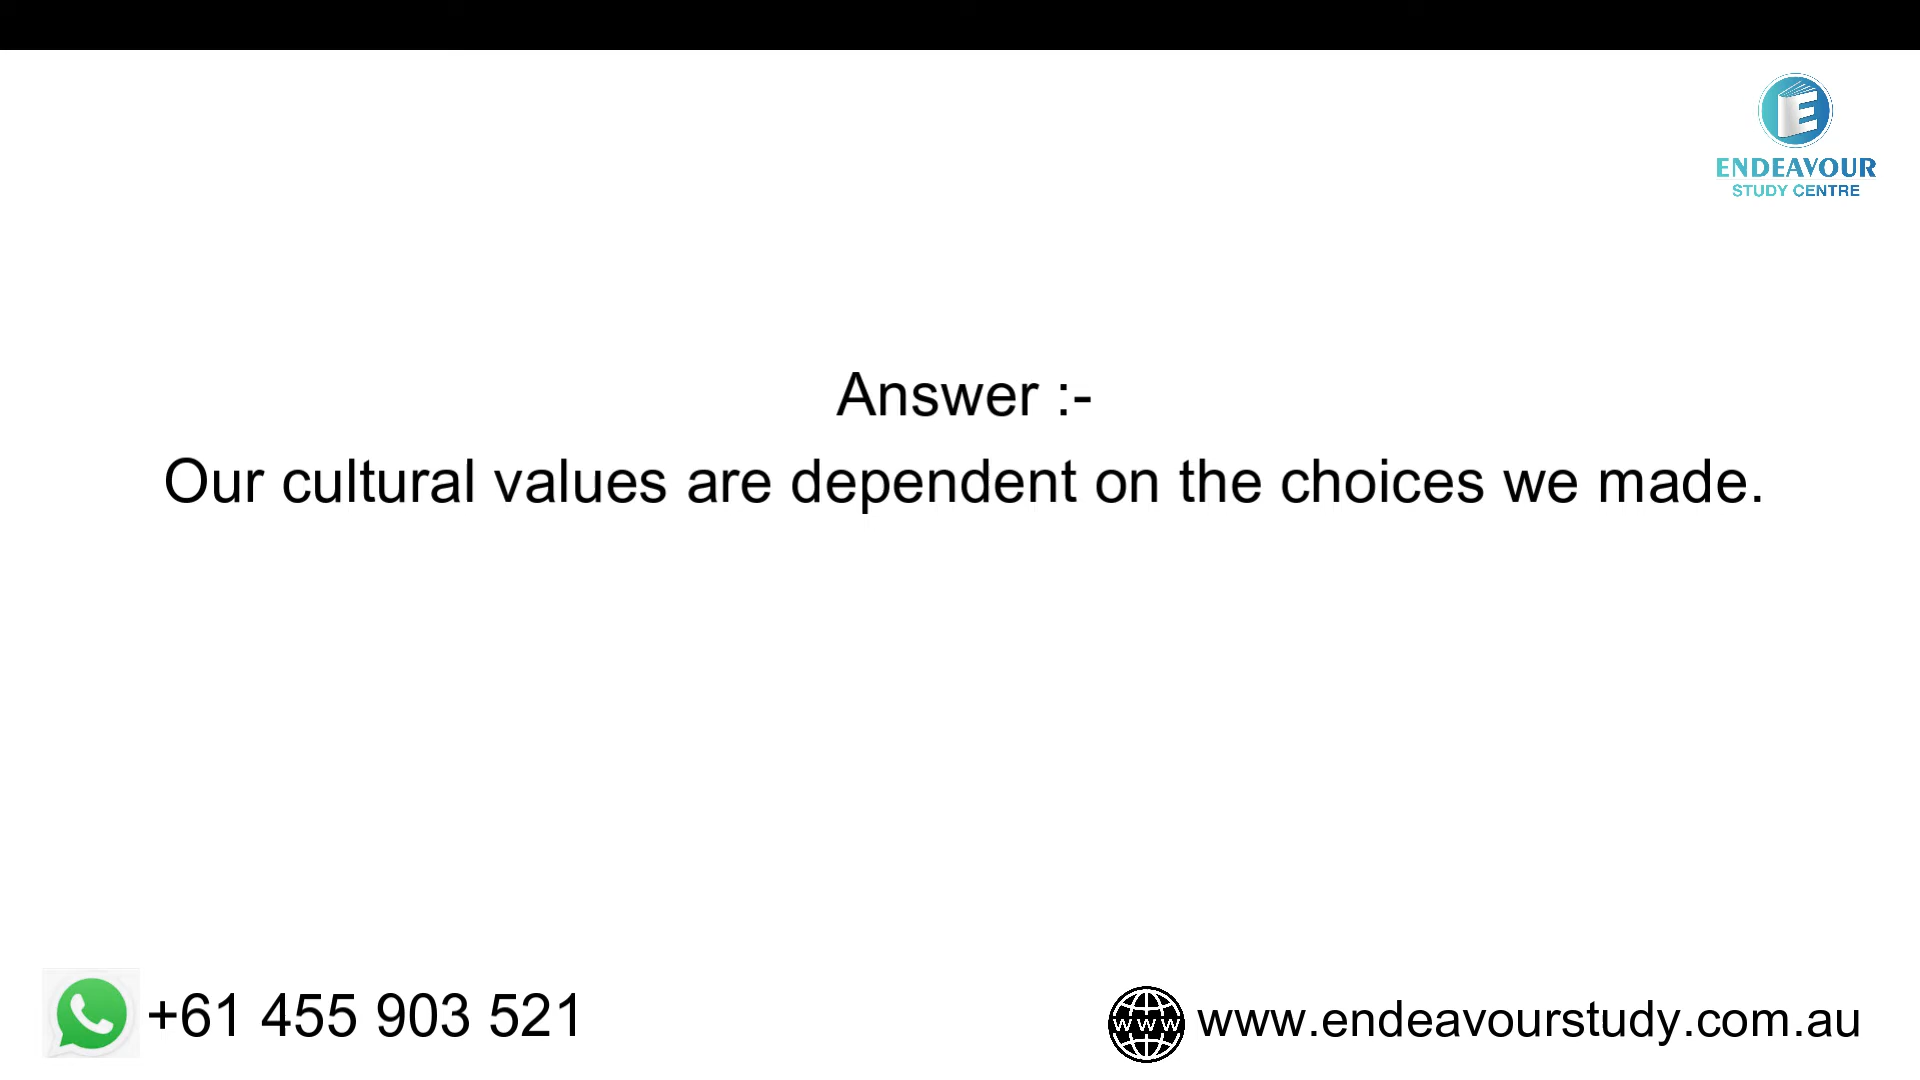 ENDEAVOUR
STUDY CENTRE
Answer :-
Our cultural values are dependent on the choices we made.
+61 455 903 521
www
www.endeavourstudy.com.au